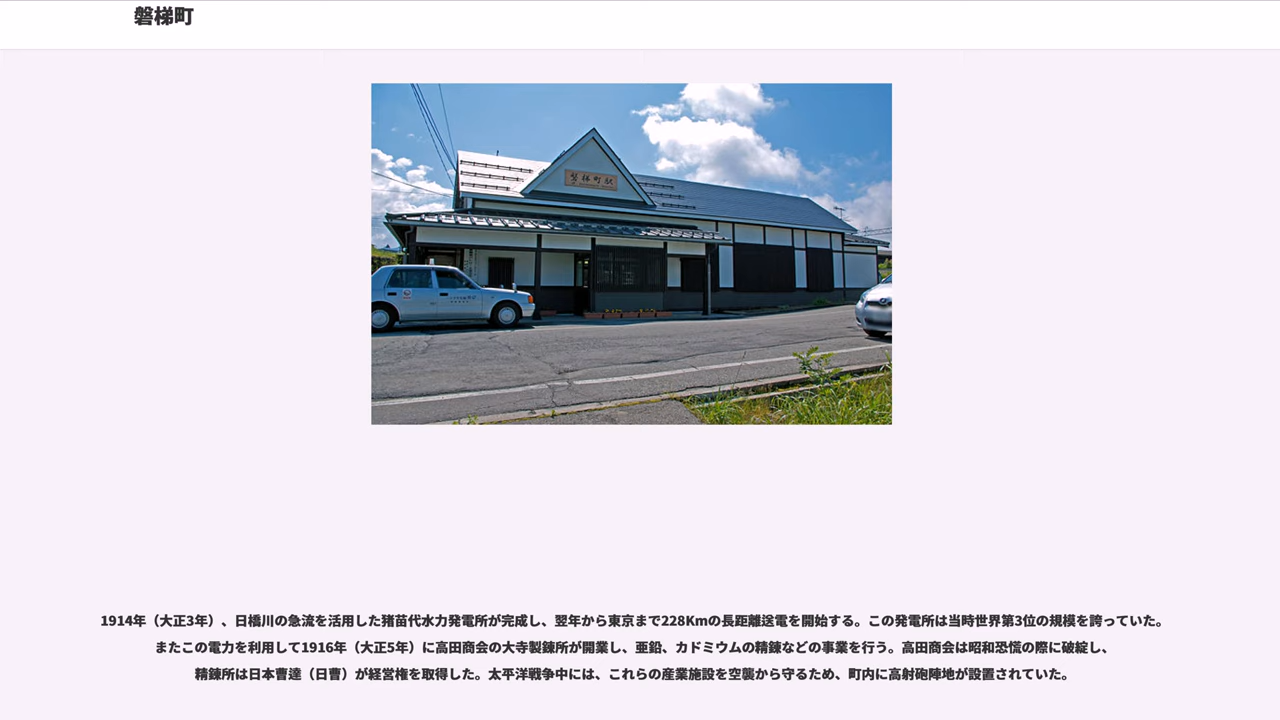 磐梯町
磐梯町駅
1914年（大正3年）、日橋川の急流を活用した猪苗代水力発電所が完成し、翌年から東京まで228Kmの長距離送電を開始する。この発電所は当時世界第3位の規模を誇っていた。
またこの電力を利用して1916年（大正5年）に高田商会の大寺製錬所が開業し、亜鉛、カドミウムの精錬などの事業を行う。高田商会は昭和恐慌の際に破綻し、
精錬所は日本曹達（日曹）が経営権を取得した。太平洋戦争中には、これらの産業施設を空襲から守るため、町内に高射砲陣地が設置されていた。